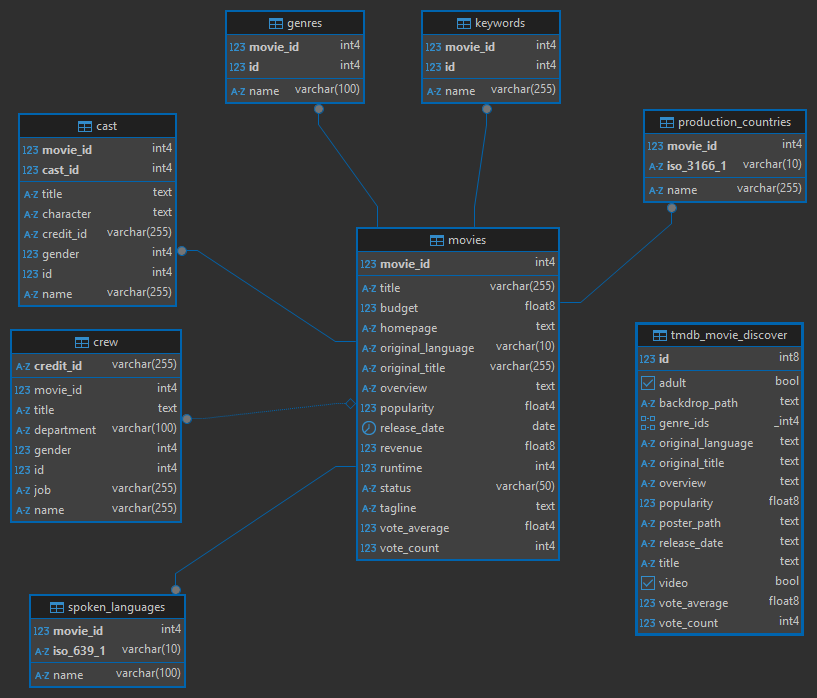 genres
123 movie_id int4
123 id int4
A-Z name varchar(100)
keywords
123 movie_id int4
123 id int4
A-Z name varchar(255)
cast
123 movie_id int4
123 cast_id int4
A-Z title text
A-Z character text
A-Z credit_id varchar(255)
123 gender int4
123 id int4
A-Z name varchar(255)
production_countries
123 movie_id int4
A-Z iso_3166_1 varchar(10)
A-Z name varchar(255)
movies
123 movie_id int4
A-Z title varchar(255)
123 budget float8
A-Z homepage text
A-Z original_language varchar(10)
A-Z original_title varchar(255)
A-Z overview text
123 popularity float4
release_date date
123 revenue float8
123 runtime int4
A-Z status varchar(50)
A-Z tagline text
123 vote_average float4
123 vote_count int4
crew
A-Z credit_id varchar(255)
123 movie_id int4
A-Z title text
A-Z department varchar(100)
123 gender int4
123 id int4
A-Z job varchar(255)
A-Z name varchar(255)
tmdb_movie_discover
123 id int8
adult bool
A-Z backdrop_path text
genre_ids _int4
A-Z original_language text
A-Z original_title text
A-Z overview text
123 popularity float8
A-Z poster_path text
A-Z release_date text
A-Z title text
video bool
123 vote_average float8
123 vote_count int4
spoken_languages
123 movie_id int4
A-Z iso_639_1 varchar(10)
A-Z name varchar(100)